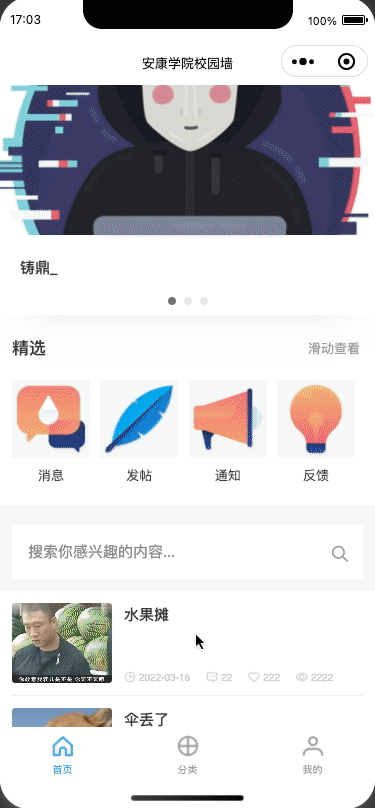 17:03
100%
安康学院校园墙
铸鼎_
精选
滑动查看
消息
发帖
通知
反馈
搜索你感兴趣的内容...
水果摊
2022-03-16
22
222
2222
伞丢了
首页
分类
我的